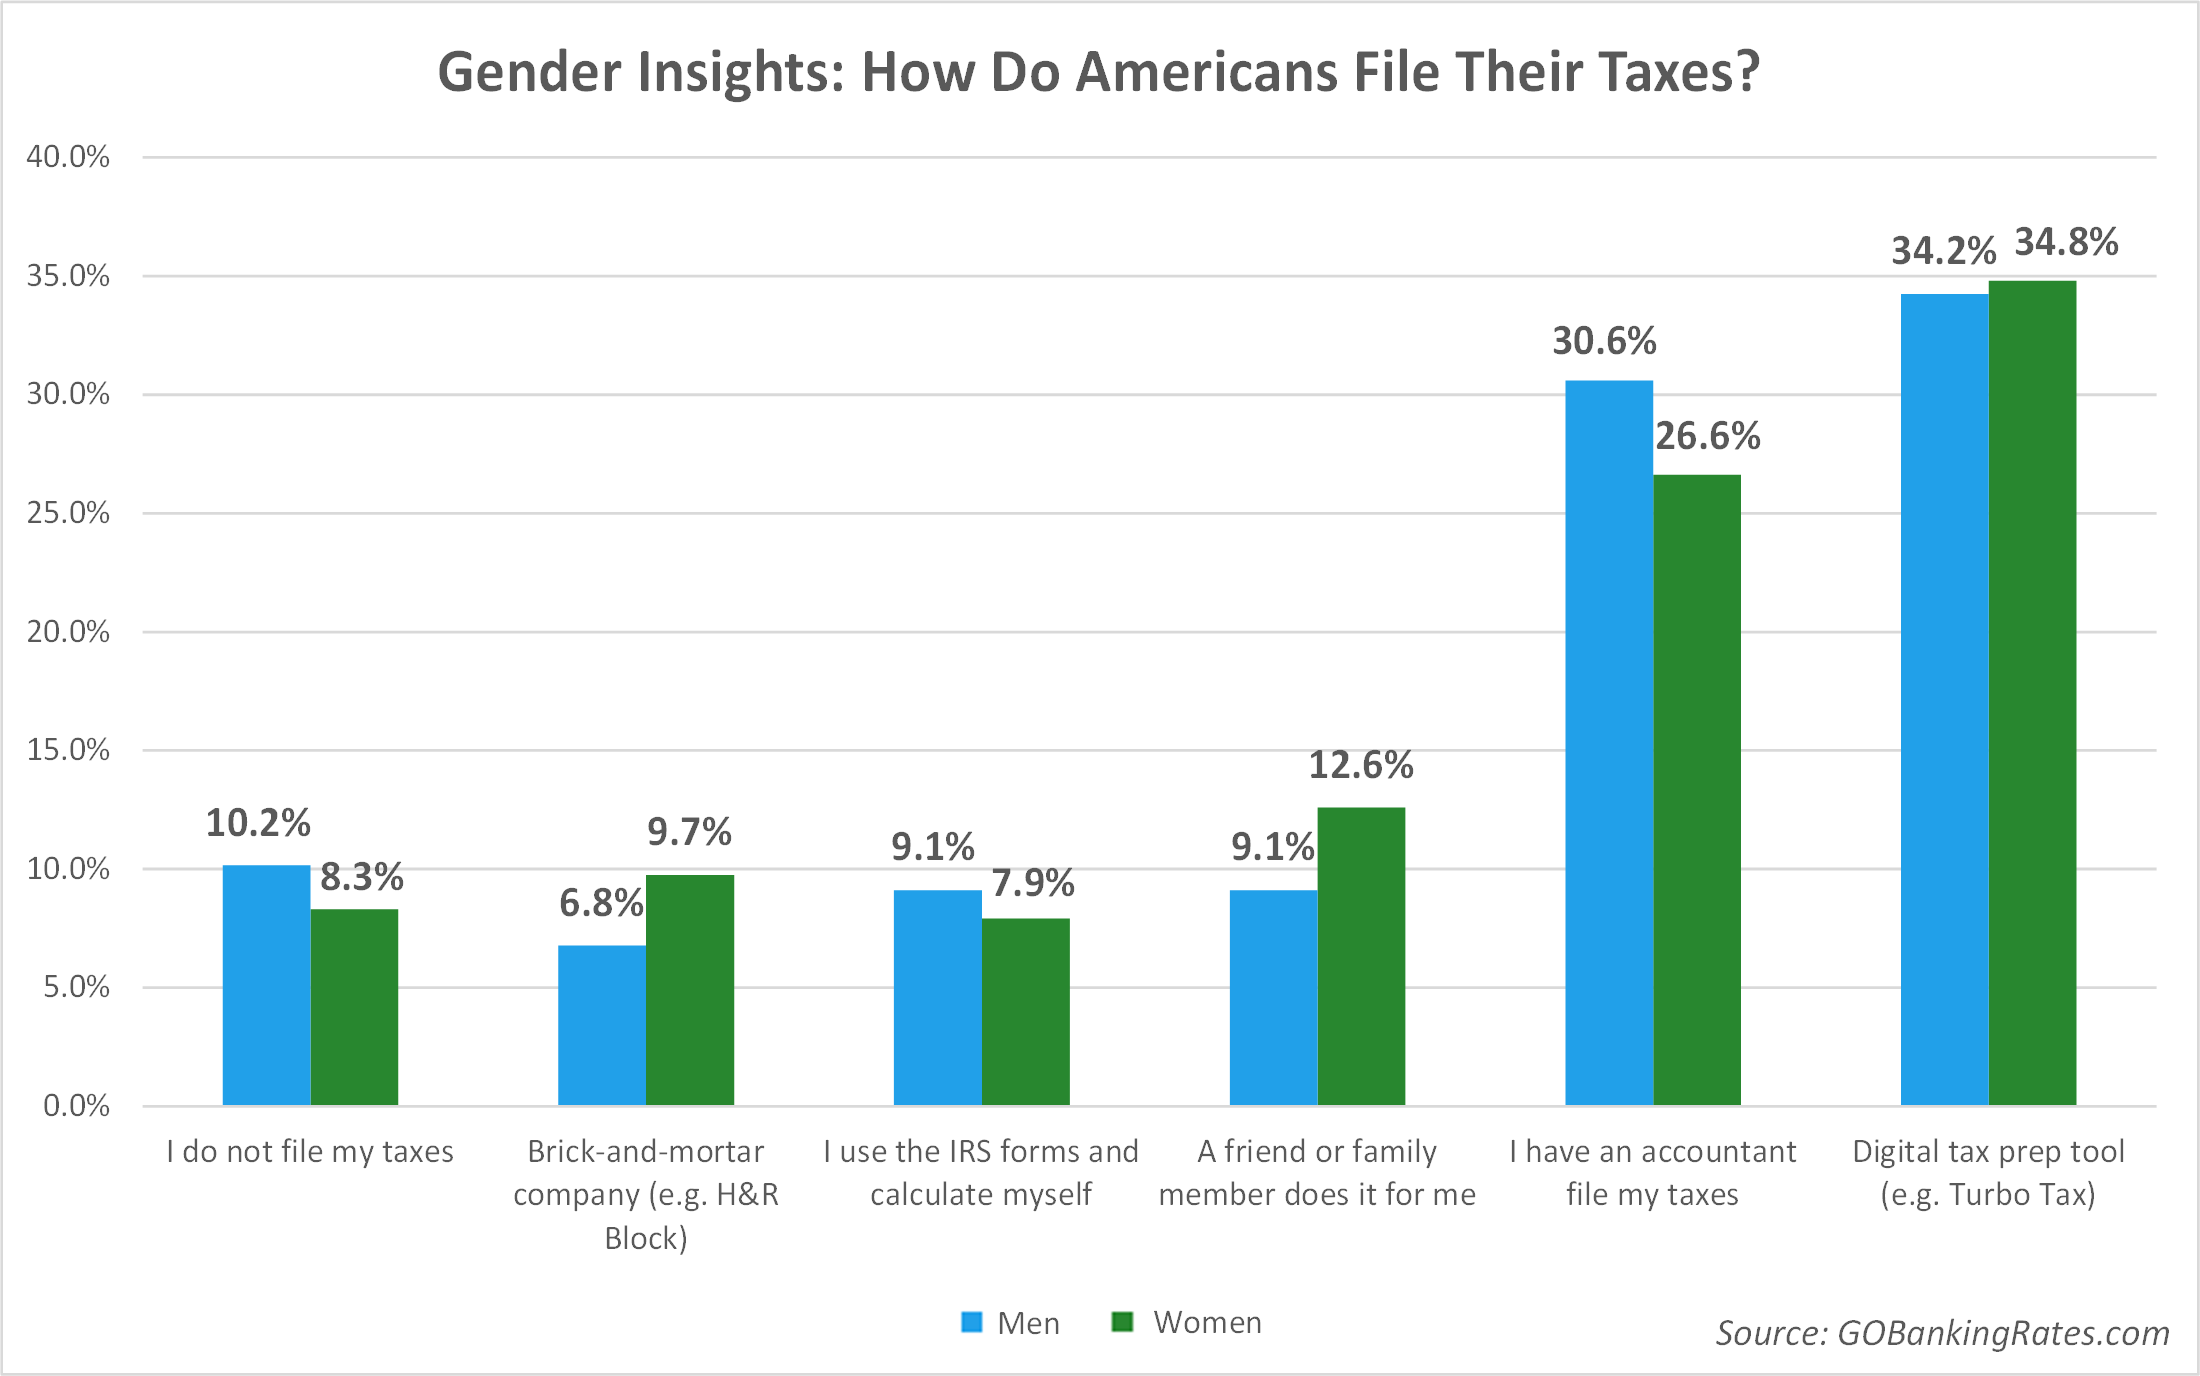 Gender Insights: How Do Americans File Their Taxes?
40.0%
35.0%
30.0%
25.0%
20.0%
15.0%
10.0%
5.0%
0.0%
10.2%
8.3%
6.8%
9.7%
9.1%
7.9%
9.1%
12.6%
30.6%
26.6%
34.2%
34.8%
I do not file my taxes
Brick-and-mortar
company (e.g. H&R
Block)
I use the IRS forms and
calculate myself
A friend or family
member does it for me
I have an accountant
file my taxes
Digital tax prep tool
(e.g. Turbo Tax)
Men
Women
Source: GOBankingRates.com